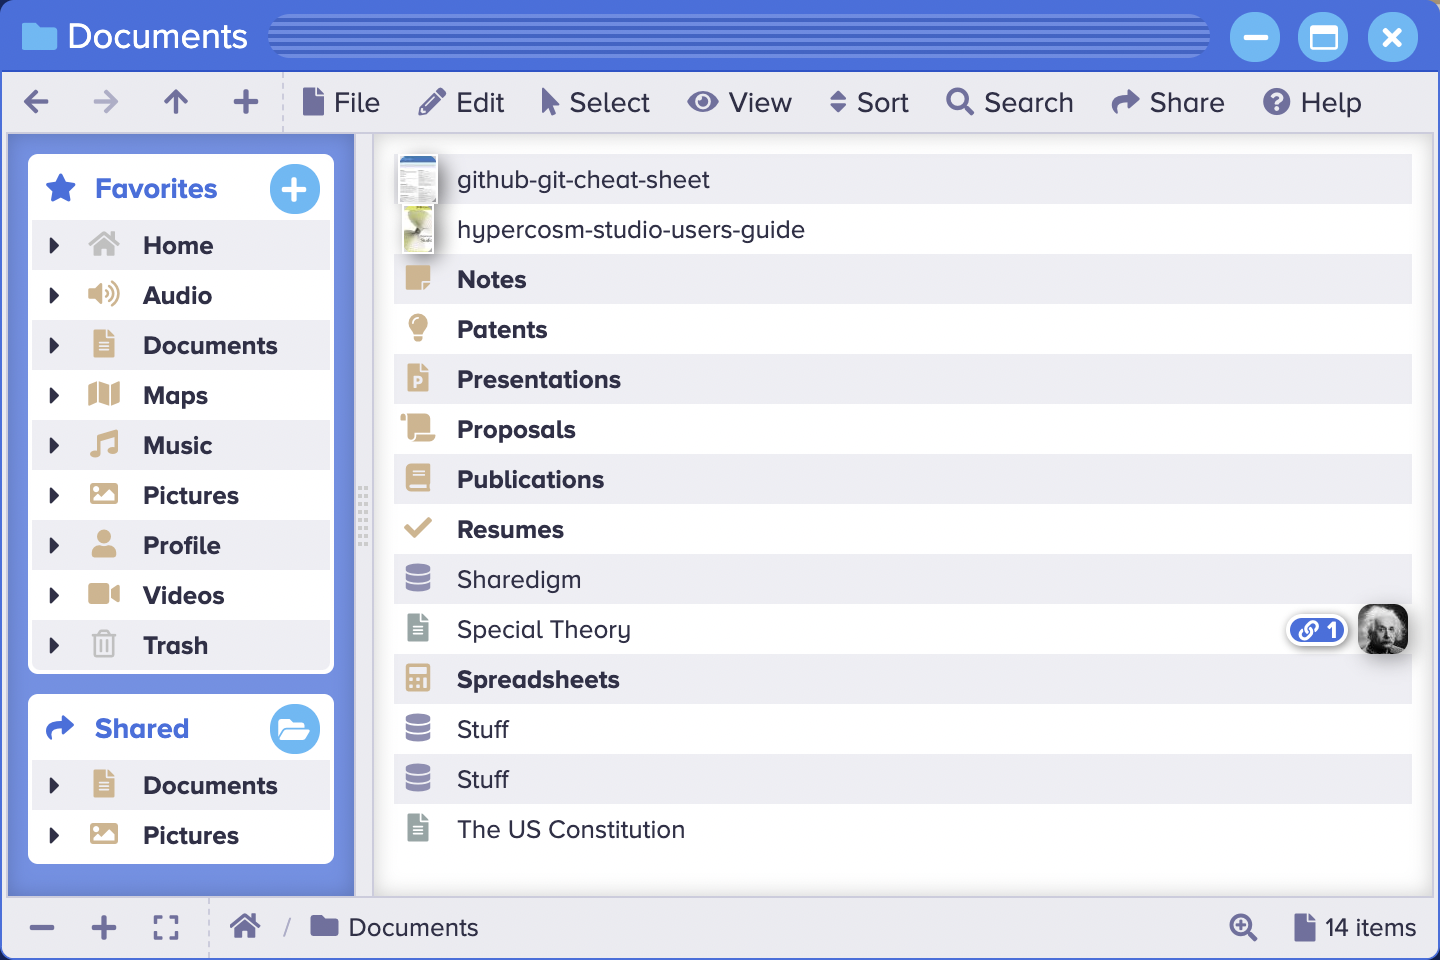 Documents
File Edit Select View Sort Search Share Help
Favorites
Home
Audio
Documents
Maps
Music
Pictures
Profile
Videos
Trash
Shared
Documents
Pictures
github-git-cheat-sheet
hypercosm-studio-users-guide
Notes
Patents
Presentations
Proposals
Publications
Resumes
Sharedigm
Special Theory 1
Spreadsheets
Stuff
Stuff
The US Constitution
/ Documents 14 items